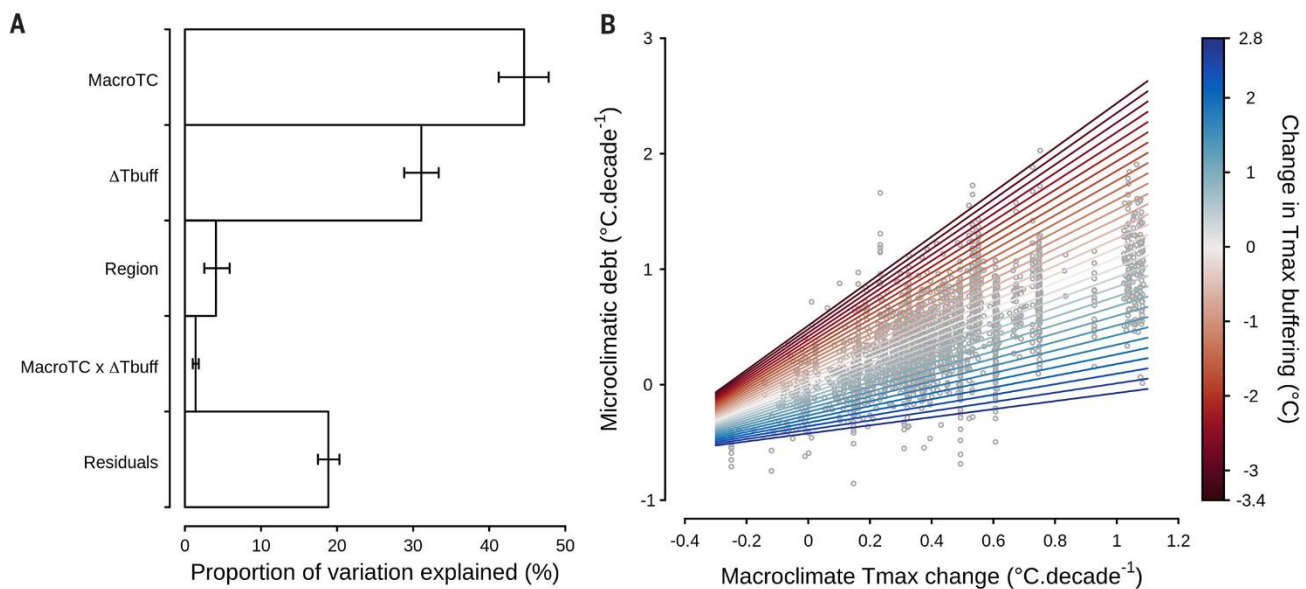 A
MacroTC
ΔTbuff
Region
MacroTC x ΔTbuff
Residuals
0 10 20 30 40 50
Proportion of variation explained (%)
B
3
2
1
0
-1
Microclimatic debt (°C.decade⁻¹)
-0.4 -0.2 0 0.2 0.4 0.6 0.8 1 1.2
Macroclimate Tmax change (°C.decade⁻¹)
2.8
2
1
0
-1
-2
-3
-3.4
Change in Tmax buffering (°C)